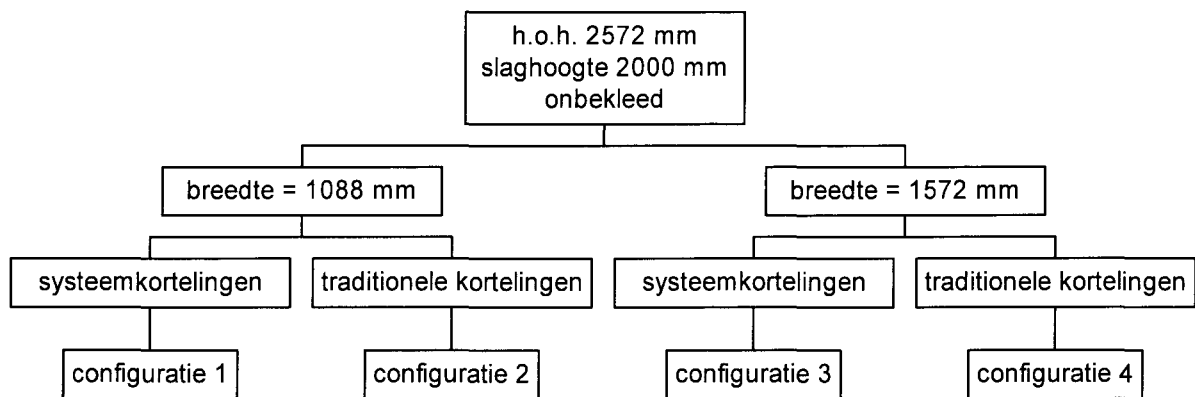 h.o.h. 2572 mm
slaghoogte 2000 mm
onbekleed
breedte = 1088 mm
breedte = 1572 mm
systeemkortelingen
traditionele kortelingen
systeemkortelingen
traditionele kortelingen
configuratie 1
configuratie 2
configuratie 3
configuratie 4